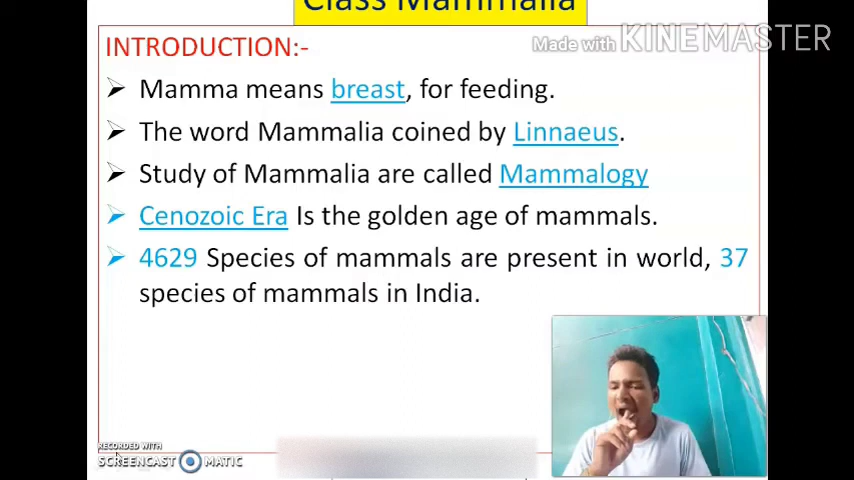 Class Mammalia
Made with KINEMASTER
INTRODUCTION:-
Mamma means breast, for feeding.
The word Mammalia coined by Linnaeus.
Study of Mammalia are called Mammalogy
Cenozoic Era Is the golden age of mammals.
4629 Species of mammals are present in world, 37
species of mammals in India.
RECORDED WITH
SCREENCAST MATIC